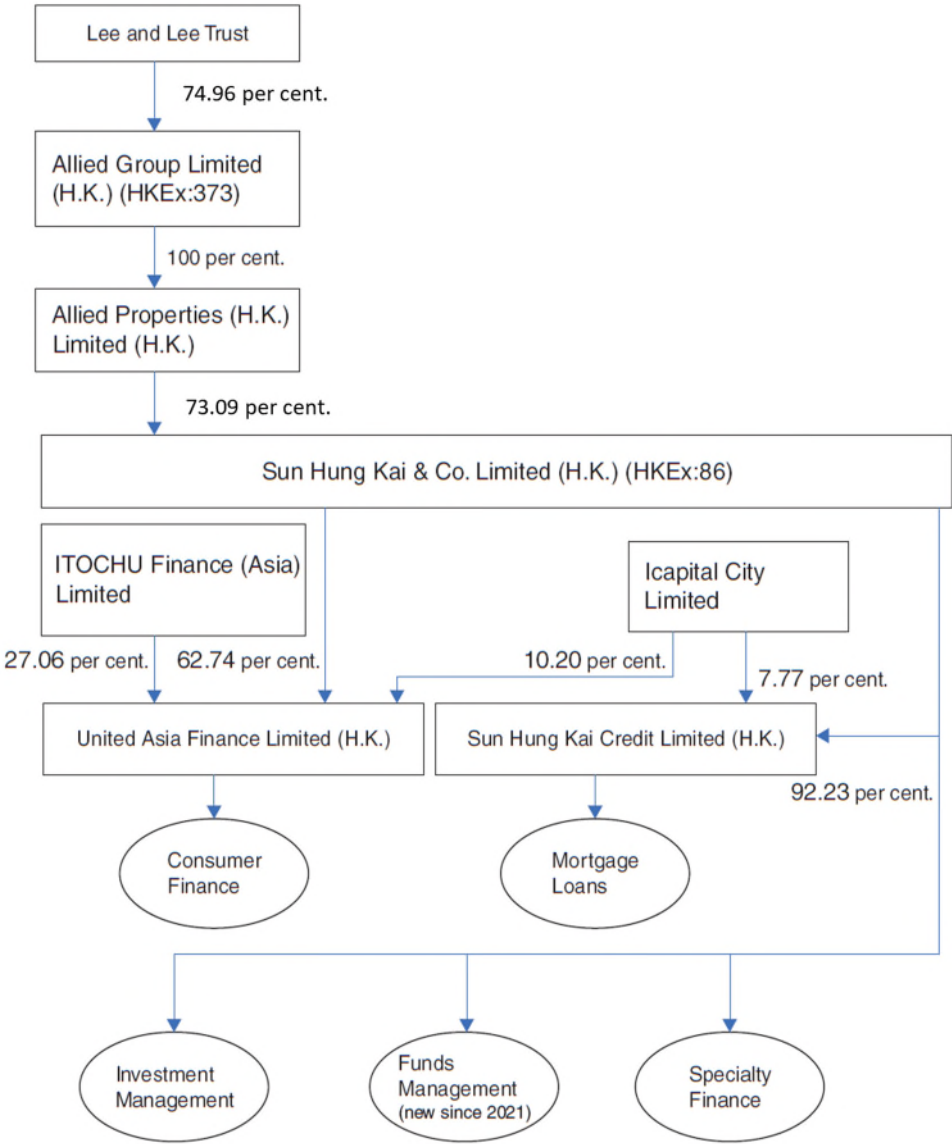 Lee and Lee Trust
74.96 per cent.
Allied Group Limited
(H.K.) (HKEx:373)
100 per cent.
Allied Properties (H.K.)
Limited (H.K.)
73.09 per cent.
Sun Hung Kai & Co. Limited (H.K.) (HKEx:86)
ITOCHU Finance (Asia)
Limited
Icapital City
Limited
27.06 per cent.
62.74 per cent.
10.20 per cent.
7.77 per cent.
United Asia Finance Limited (H.K.)
Sun Hung Kai Credit Limited (H.K.)
92.23 per cent.
Consumer
Finance
Mortgage
Loans
Investment
Management
Funds
Management
(new since 2021)
Specialty
Finance